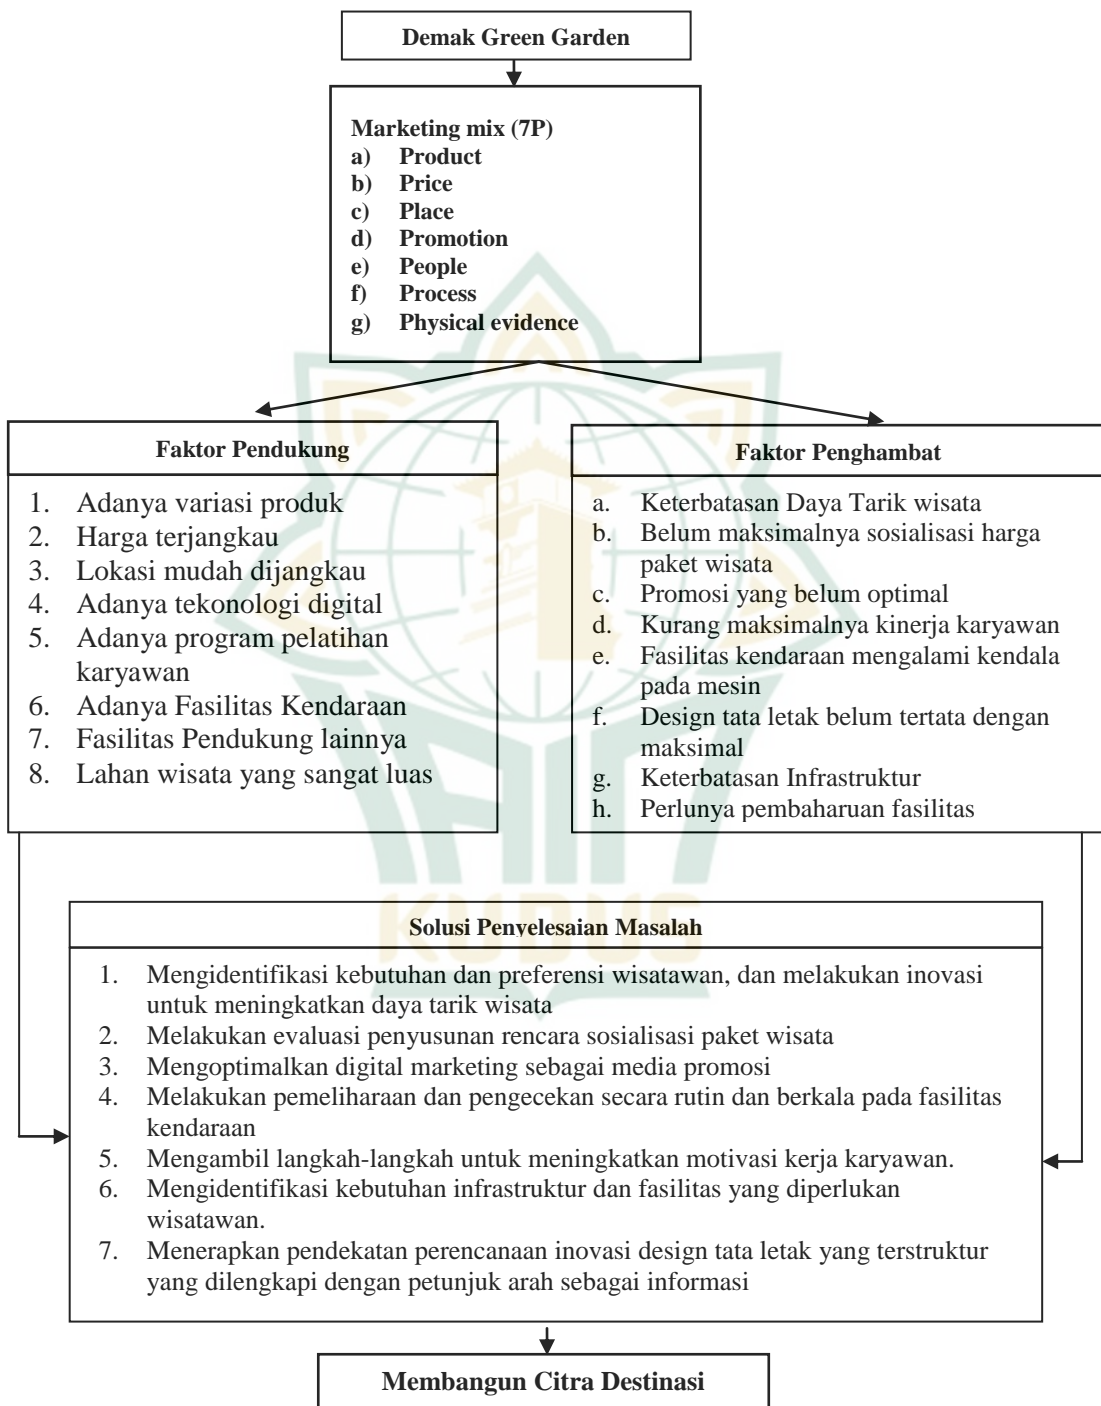 Demak Green Garden
Marketing mix (7P)
a) Product
b) Price
c) Place
d) Promotion
e) People
f) Process
g) Physical evidence
Faktor Pendukung
1. Adanya variasi produk
2. Harga terjangkau
3. Lokasi mudah dijangkau
4. Adanya tekonologi digital
5. Adanya program pelatihan
karyawan
6. Adanya Fasilitas Kendaraan
7. Fasilitas Pendukung lainnya
8. Lahan wisata yang sangat luas
Faktor Penghambat
a. Keterbatasan Daya Tarik wisata
b. Belum maksimalnya sosialisasi harga
paket wisata
c. Promosi yang belum optimal
d. Kurang maksimalnya kinerja karyawan
e. Fasilitas kendaraan mengalami kendala
pada mesin
f. Design tata letak belum tertata dengan
maksimal
g. Keterbatasan Infrastruktur
h. Perlunya pembaharuan fasilitas
KUDUS
Solusi Penyelesaian Masalah
1. Mengidentifikasi kebutuhan dan preferensi wisatawan, dan melakukan inovasi
untuk meningkatkan daya tarik wisata
2. Melakukan evaluasi penyusunan rencara sosialisasi paket wisata
3. Mengoptimalkan digital marketing sebagai media promosi
4. Melakukan pemeliharaan dan pengecekan secara rutin dan berkala pada fasilitas
kendaraan
5. Mengambil langkah-langkah untuk meningkatkan motivasi kerja karyawan.
6. Mengidentifikasi kebutuhan infrastruktur dan fasilitas yang diperlukan
wisatawan.
7. Menerapkan pendekatan perencanaan inovasi design tata letak yang terstruktur
yang dilengkapi dengan petunjuk arah sebagai informasi
Membangun Citra Destinasi